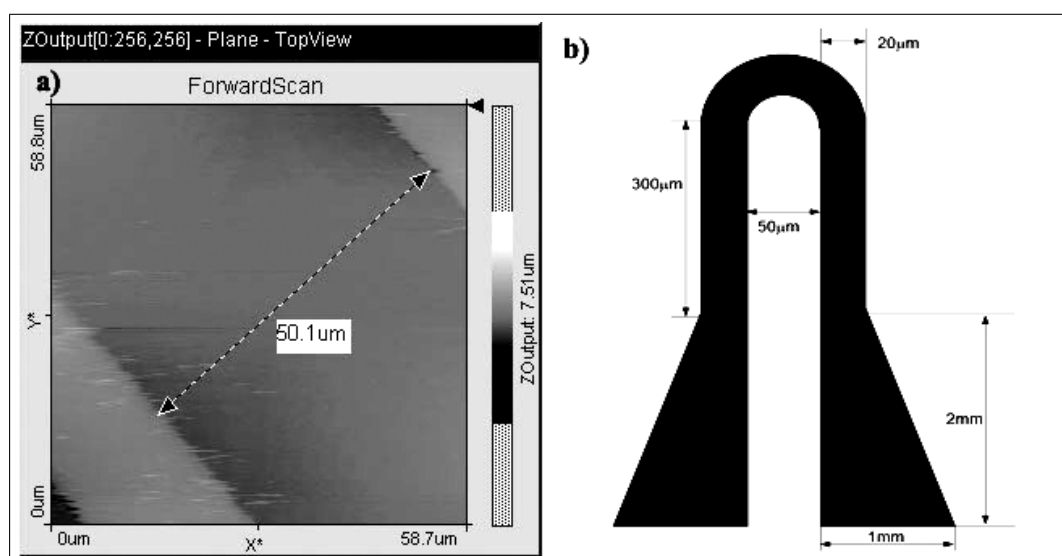 ZOutput[0:256,256] - Plane - TopView
a)
ForwardScan
58.8um
Y*
0um
50.1um
0um
X*
58.7um
ZOutput: 7.51um
b)
20μm
300μm
50μm
2mm
1mm